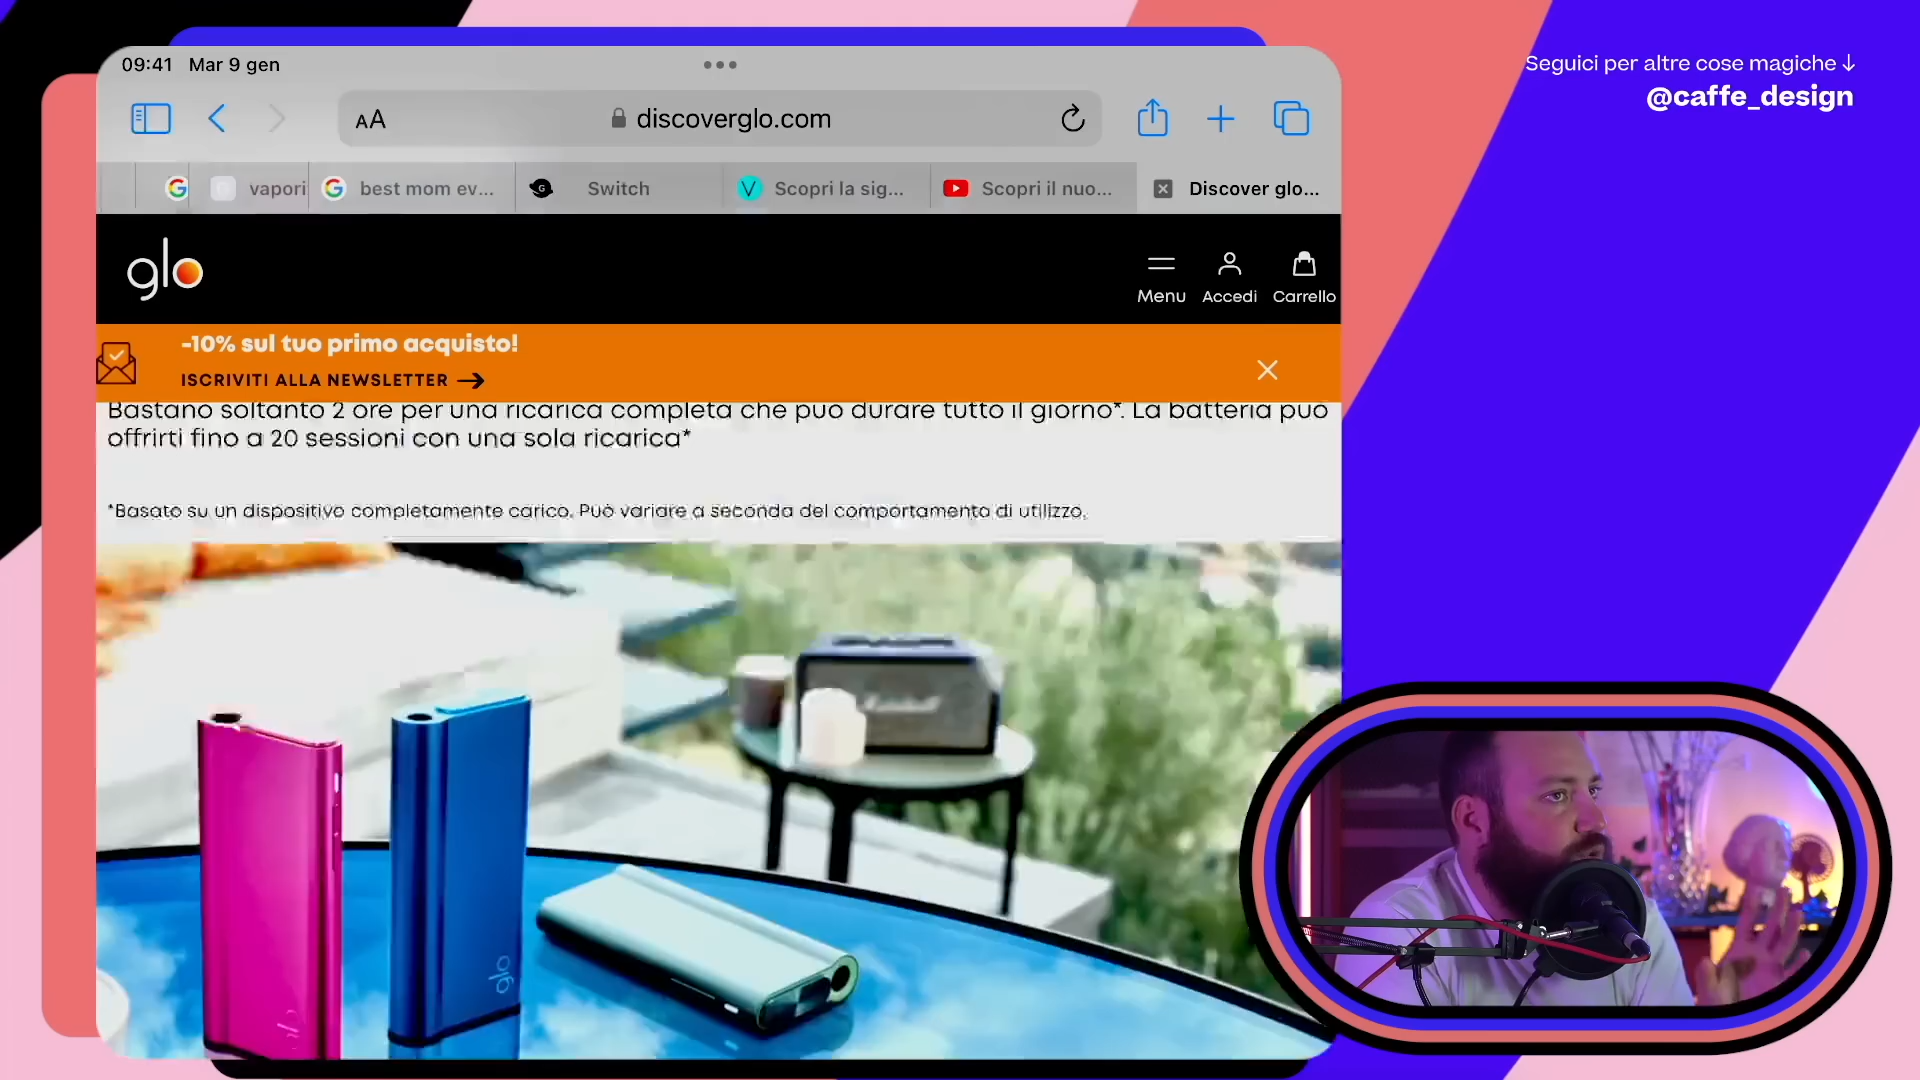 Seguici per altre cose magiche ↓
@caffe_design
09:41 Mar 9 gen
AA
discoverglo.com
vapori
best mom ev...
Switch
Scopri la sig...
Scopri il nuo...
Discover glo...
glo
Menu
Accedi
Carrello
-10% sul tuo primo acquisto!
ISCRIVITI ALLA NEWSLETTER →
Bastano soltanto 2 ore per una ricarica completa che può durare tutto il giorno*. La batteria può
offrirti fino a 20 sessioni con una sola ricarica*
*Basato su un dispositivo completamente carico. Può variare a seconda del comportamento di utilizzo.
Marshall
glo
glo